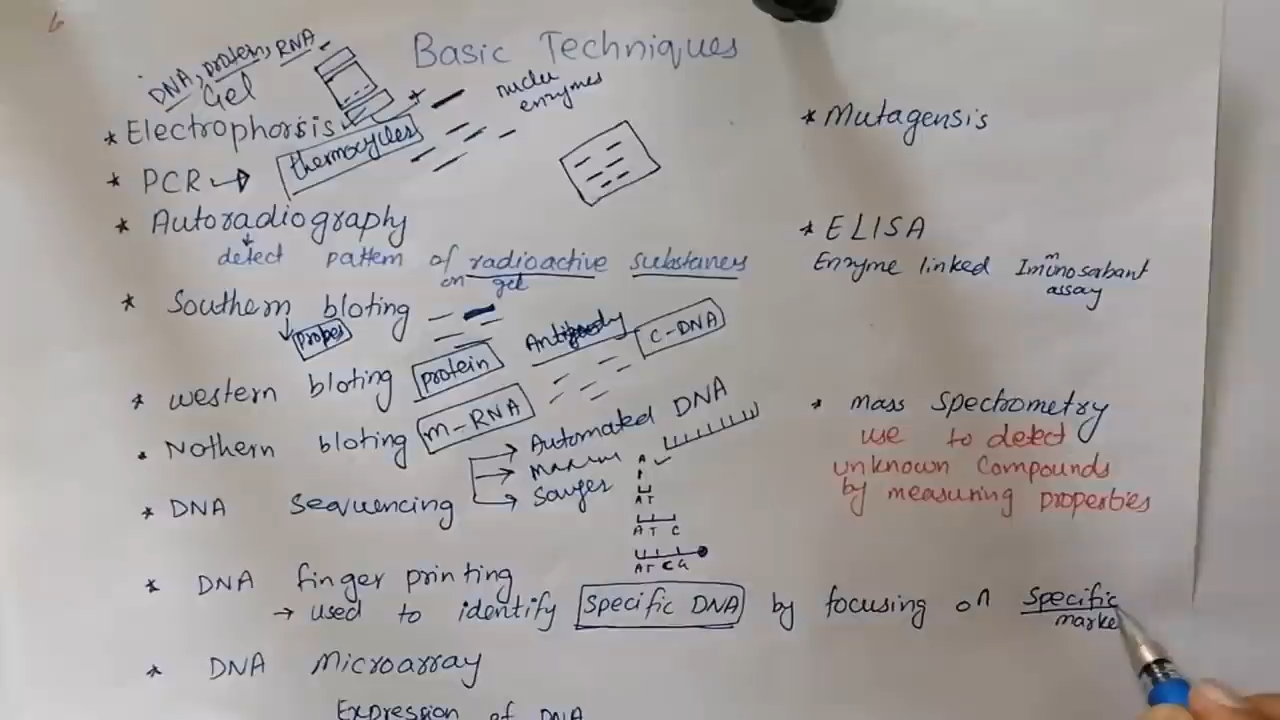 Basic Techniques
DNA, protein, RNA
Gel
* Electrophorsis
nuclu
enzymes
* PCR → thermocycles
* Autoradiography
detect pattern of radioactive substances
on gel
* Southern bloting
Probes
* western bloting protein Antibody C-DNA
* Nothern bloting m-RNA
* DNA sequencing
Automated DNA
Sanger
A
A T
A T C
A T C G
* DNA finger printing
→ used to identify Specific DNA by focusing on Specific
marke
* DNA Microarray
Expression of DNA
* Mutagensis
* ELISA
Enzyme linked Imunosarbant
m
assay
* mass Spectrometry
use to detect
unknown Compounds
by measuring properties